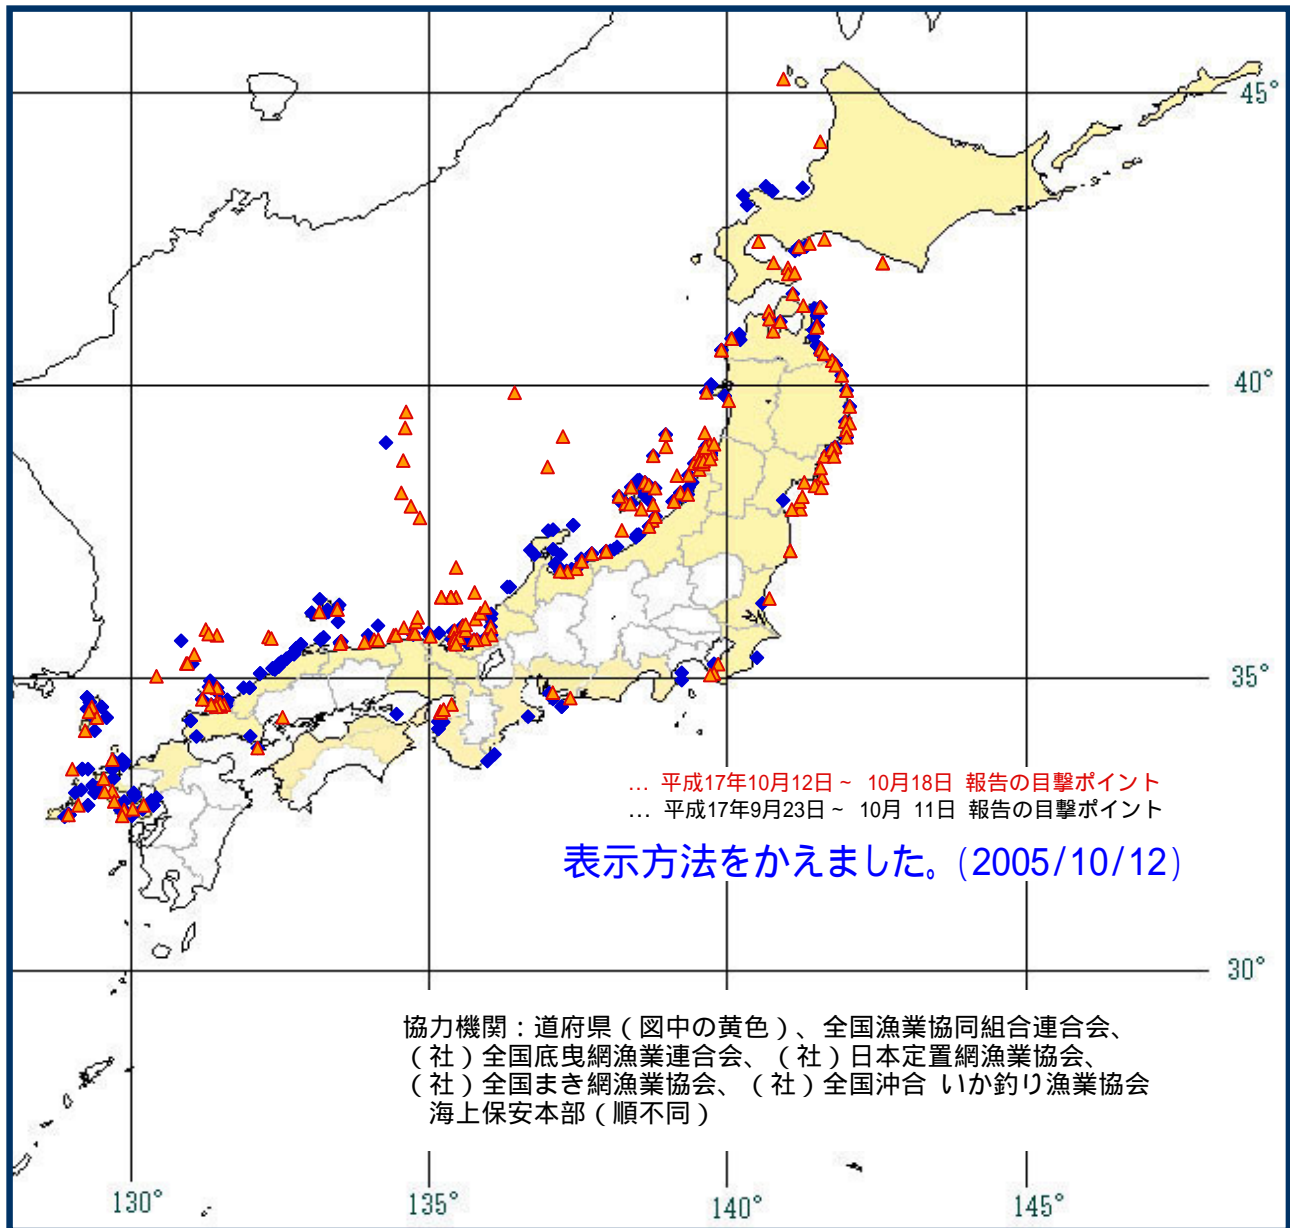 45°
40°
35°
... 平成17年10月12日～ 10月18日 報告の目撃ポイント
... 平成17年9月23日～ 10月 11日 報告の目撃ポイント
表示方法をかえました。(2005/10/12)
30°
協力機関：道府県（図中の黄色）、全国漁業協同組合連合会、
（社）全国底曳網漁業連合会、（社）日本定置網漁業協会、
（社）全国まき網漁業協会、（社）全国沖合 いか釣り漁業協会
海上保安本部（順不同）
130° 135° 140° 145°